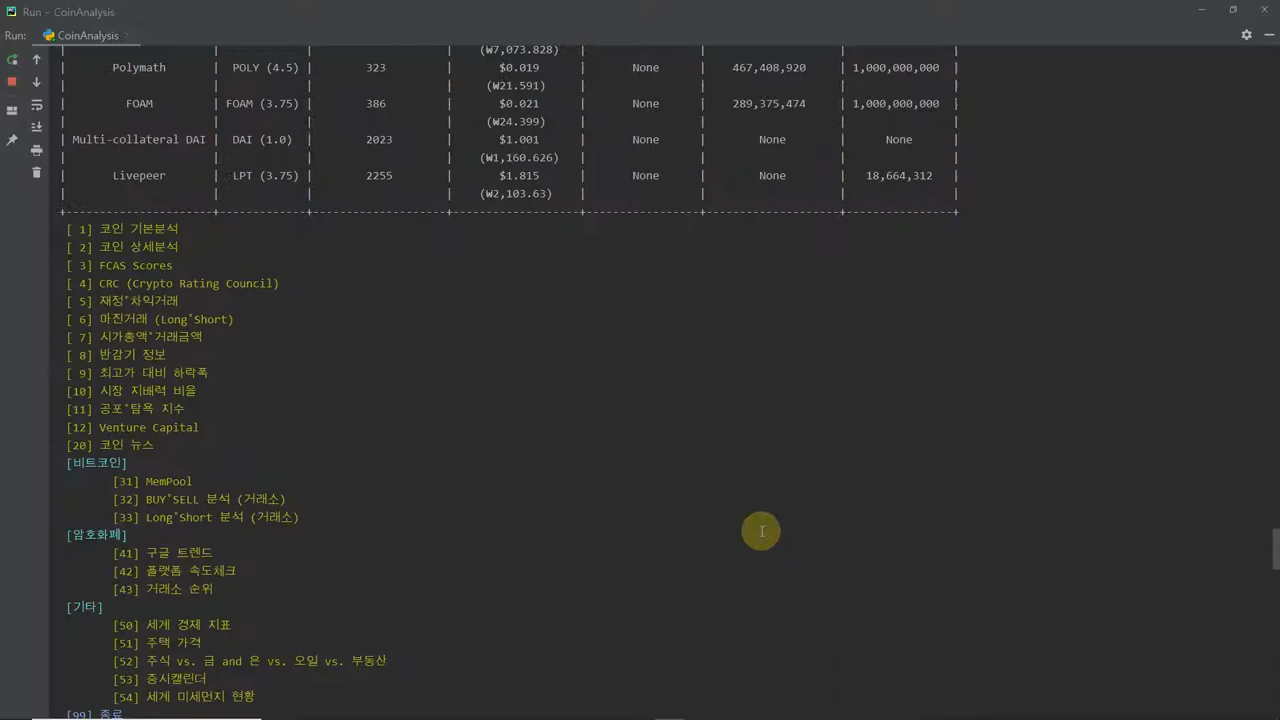 Run - CoinAnalysis
Run: CoinAnalysis
(₩7,073.828)
Polymath | POLY (4.5) | 323 | $0.019 | None | 467,408,920 | 1,000,000,000
(₩21.591)
FOAM | FOAM (3.75) | 386 | $0.021 | None | 289,375,474 | 1,000,000,000
(₩24.399)
Multi-collateral DAI | DAI (1.0) | 2023 | $1.001 | None | None | None
(₩1,160.626)
Livepeer | LPT (3.75) | 2255 | $1.815 | None | None | 18,664,312
(₩2,103.63)
[ 1] 코인 기본분석
[ 2] 코인 상세분석
[ 3] FCAS Scores
[ 4] CRC (Crypto Rating Council)
[ 5] 재정°차익거래
[ 6] 마진거래 (Long°Short)
[ 7] 시가총액°거래금액
[ 8] 반감기 정보
[ 9] 최고가 대비 하락폭
[10] 시장 지배력 비율
[11] 공포°탐욕 지수
[12] Venture Capital
[20] 코인 뉴스
[비트코인]
[31] MemPool
[32] BUY°SELL 분석 (거래소)
[33] Long°Short 분석 (거래소)
[암호화폐]
[41] 구글 트렌드
[42] 플랫폼 속도체크
[43] 거래소 순위
[기타]
[50] 세계 경제 지표
[51] 주택 가격
[52] 주식 vs. 금 and 은 vs. 오일 vs. 부동산
[53] 증시캘린더
[54] 세계 미세먼지 현황
[99] 종료